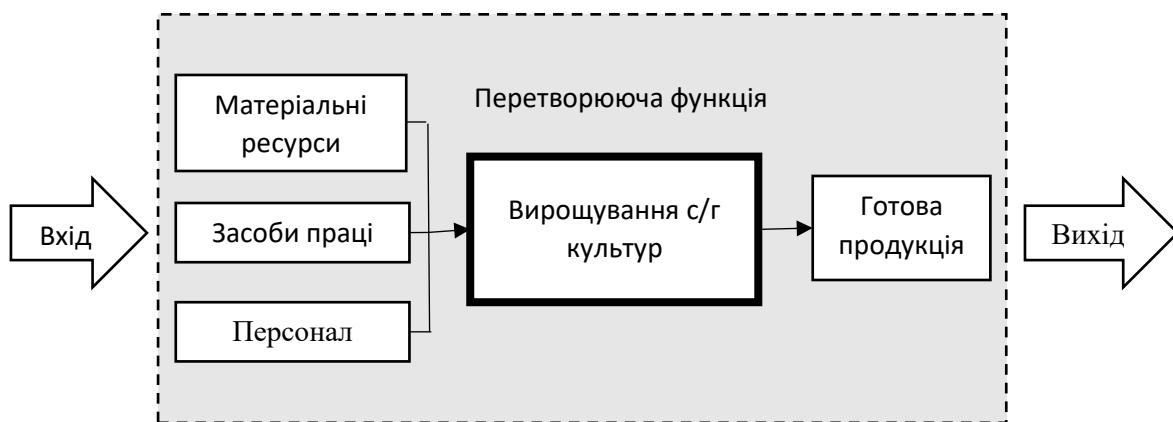 Вхід
Матеріальні
ресурси
Засоби праці
Персонал
Перетворююча функція
Вирощування с/г
культур
Готова
продукція
Вихід